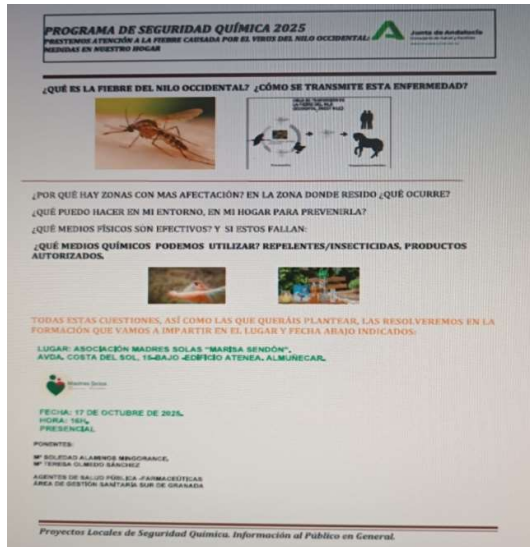 PROGRAMA DE SEGURIDAD QUÍMICA 2025
PRESTEMOS ATENCIÓN A LA FIEBRE CAUSADA POR EL VIRUS DEL NILO OCCIDENTAL:
MEDIDAS EN NUESTRO HOGAR
Junta de Andalucía
¿QUÉ ES LA FIEBRE DEL NILO OCCIDENTAL? ¿CÓMO SE TRANSMITE ESTA ENFERMEDAD?
¿POR QUÉ HAY ZONAS CON MAS AFECTACIÓN? EN LA ZONA DONDE RESIDO ¿QUÉ OCURRE?
¿QUÉ PUEDO HACER EN MI ENTORNO, EN MI HOGAR PARA PREVENIRLA?
¿QUÉ MEDIOS FÍSICOS SON EFECTIVOS? Y SI ESTOS FALLAN:
¿QUÉ MEDIOS QUÍMICOS PODEMOS UTILIZAR? REPELENTES/INSECTICIDAS, PRODUCTOS
AUTORIZADOS.
TODAS ESTAS CUESTIONES, ASÍ COMO LAS QUE QUERÁIS PLANTEAR, LAS RESOLVEREMOS EN LA
FORMACIÓN QUE VAMOS A IMPARTIR EN EL LUGAR Y FECHA ABAJO INDICADOS:
LUGAR: ASOCIACIÓN MADRES SOLAS "MARISA SENDÓN".
AVDA. COSTA DEL SOL, 15-BAJO -EDIFICIO ATENEA. ALMUÑECAR.
Madres Solas
FECHA: 17 DE OCTUBRE DE 2025.
HORA: 16H.
PRESENCIAL
PONENTES:
Mª SOLEDAD ALAMINOS MINGORANCE.
Mª TERESA OLMEDO SÁNCHEZ
AGENTES DE SALUD PÚBLICA -FARMACEÚTICAS
ÁREA DE GESTIÓN SANITARIA SUR DE GRANADA
Proyectos Locales de Seguridad Química. Información al Público en General.